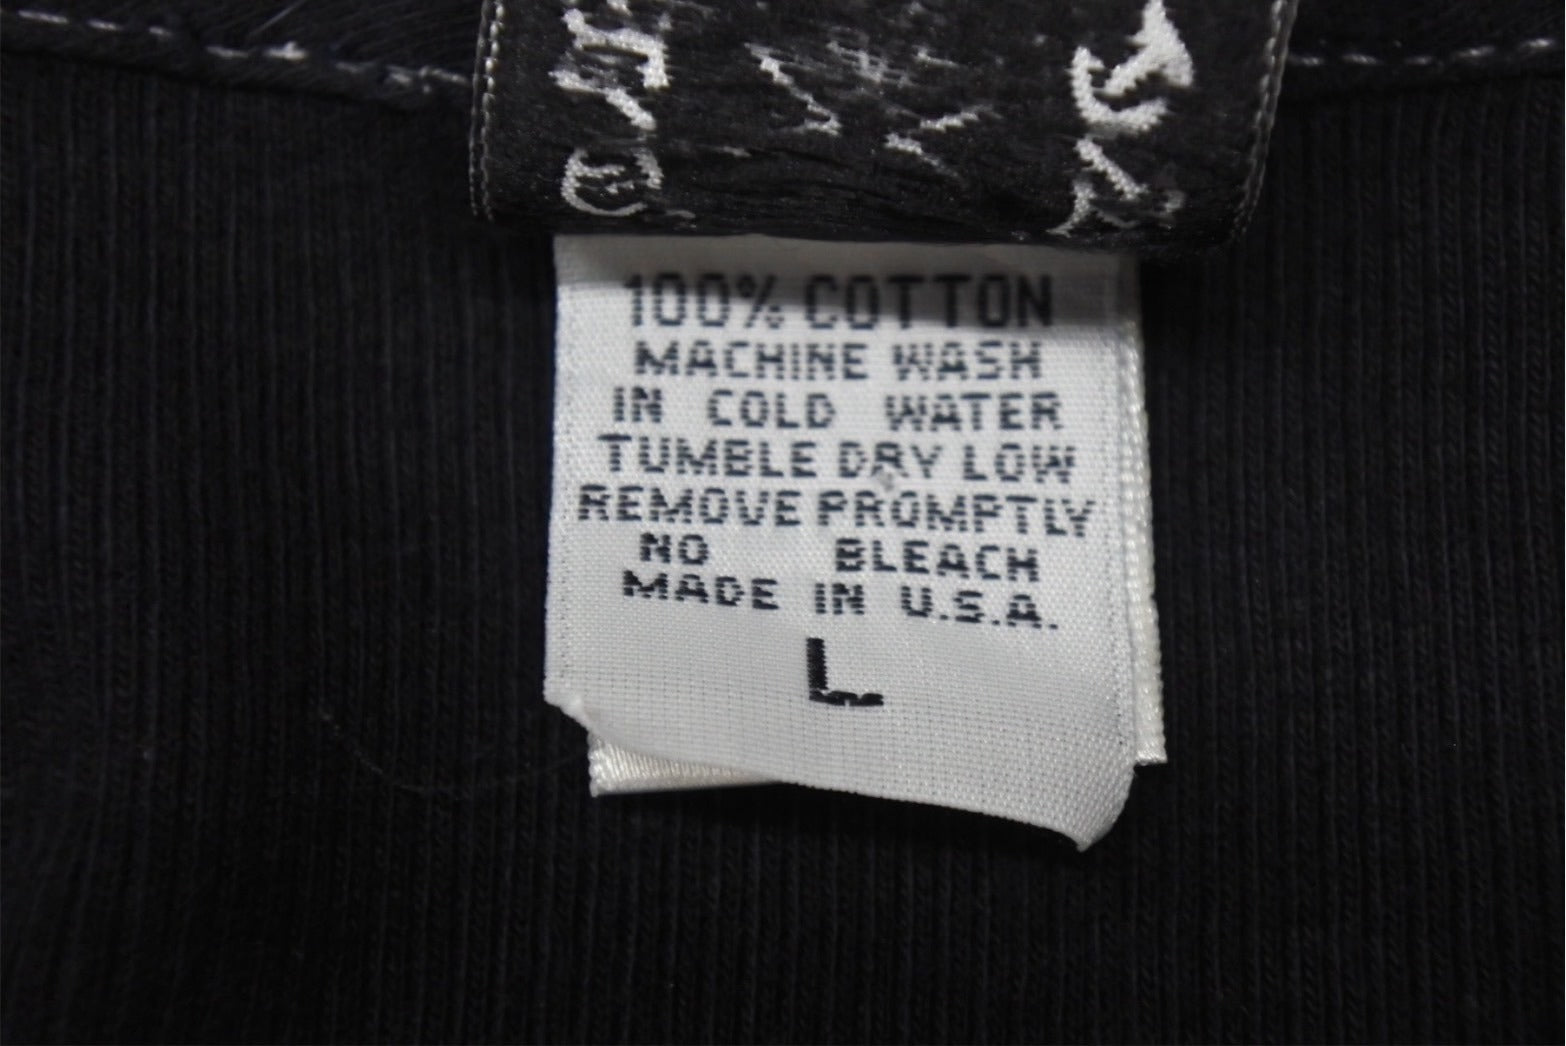 100% COTTON
MACHINE WASH
IN COLD WATER
TUMBLE DRY LOW
REMOVE PROMPTLY
NO BLEACH
MADE IN U.S.A.
L